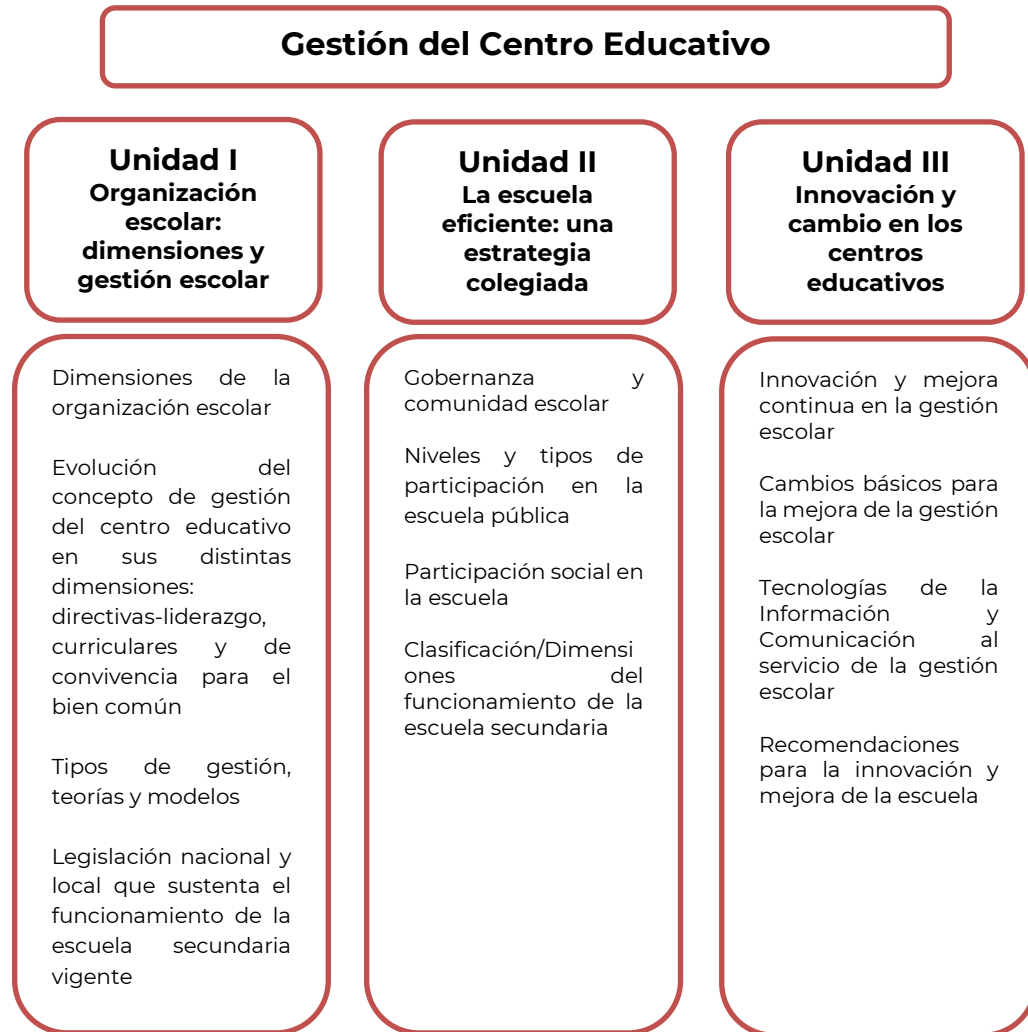 Gestión del Centro Educativo
Unidad I
Organización
escolar:
dimensiones y
gestión escolar
Dimensiones de la
organización escolar
Evolución del
concepto de gestión
del centro educativo
en sus distintas
dimensiones:
directivas-liderazgo,
curriculares y de
convivencia para el
bien común
Tipos de gestión,
teorías y modelos
Legislación nacional y
local que sustenta el
funcionamiento de la
escuela secundaria
vigente
Unidad II
La escuela
eficiente: una
estrategia
colegiada
Gobernanza y
comunidad escolar
Niveles y tipos de
participación en la
escuela pública
Participación social en
la escuela
Clasificación/Dimensi
ones del
funcionamiento de la
escuela secundaria
Unidad III
Innovación y
cambio en los
centros
educativos
Innovación y mejora
continua en la gestión
escolar
Cambios básicos para
la mejora de la gestión
escolar
Tecnologías de la
Información y
Comunicación al
servicio de la gestión
escolar
Recomendaciones
para la innovación y
mejora de la escuela